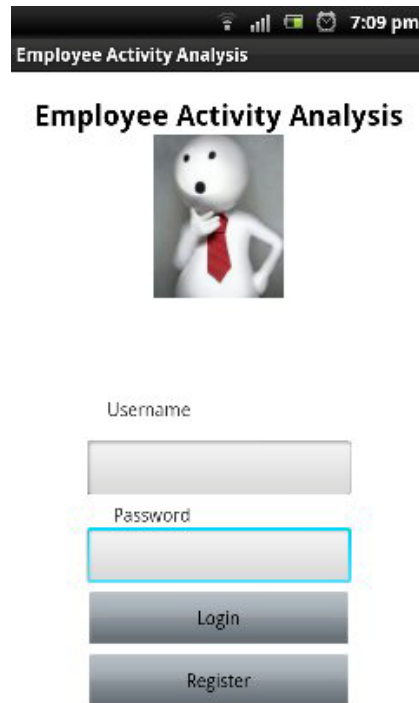 7:09 pm
Employee Activity Analysis
Employee Activity Analysis
Username
Password
Login
Register